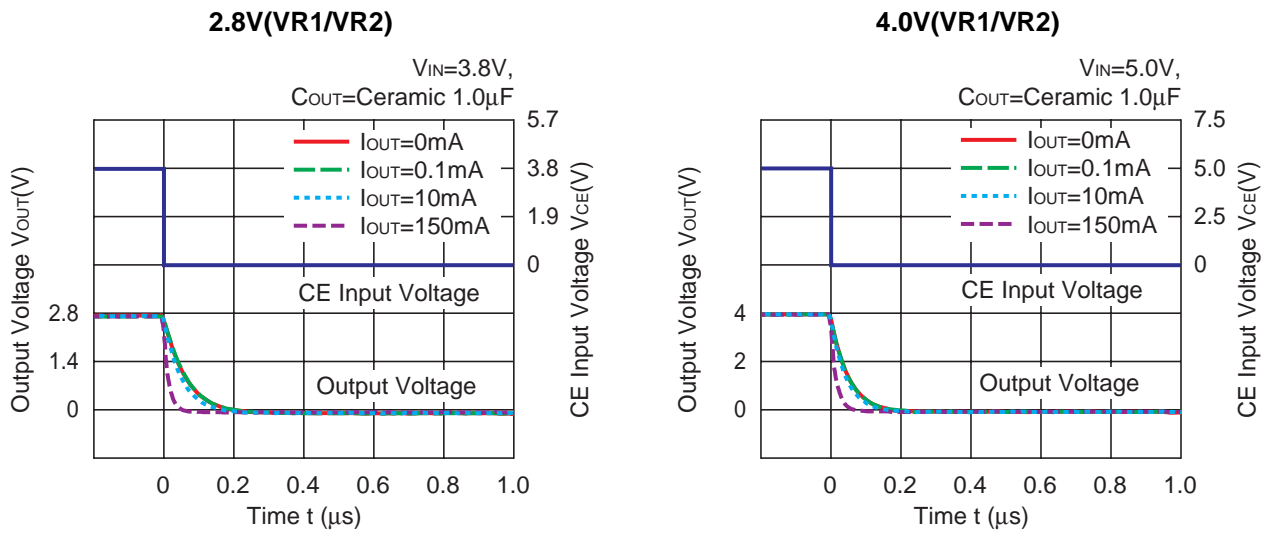 2.8V(VR1/VR2)
VIN=3.8V,
COUT=Ceramic 1.0μF
5.7
3.8
1.9
0
IOUT=0mA
IOUT=0.1mA
IOUT=10mA
IOUT=150mA
CE Input Voltage
Output Voltage
2.8
1.4
0
Output Voltage VOUT(V)
CE Input Voltage VCE(V)
0 0.2 0.4 0.6 0.8 1.0
Time t (μs)
4.0V(VR1/VR2)
VIN=5.0V,
COUT=Ceramic 1.0μF
7.5
5.0
2.5
0
IOUT=0mA
IOUT=0.1mA
IOUT=10mA
IOUT=150mA
CE Input Voltage
Output Voltage
4
2
0
Output Voltage VOUT(V)
CE Input Voltage VCE(V)
0 0.2 0.4 0.6 0.8 1.0
Time t (μs)